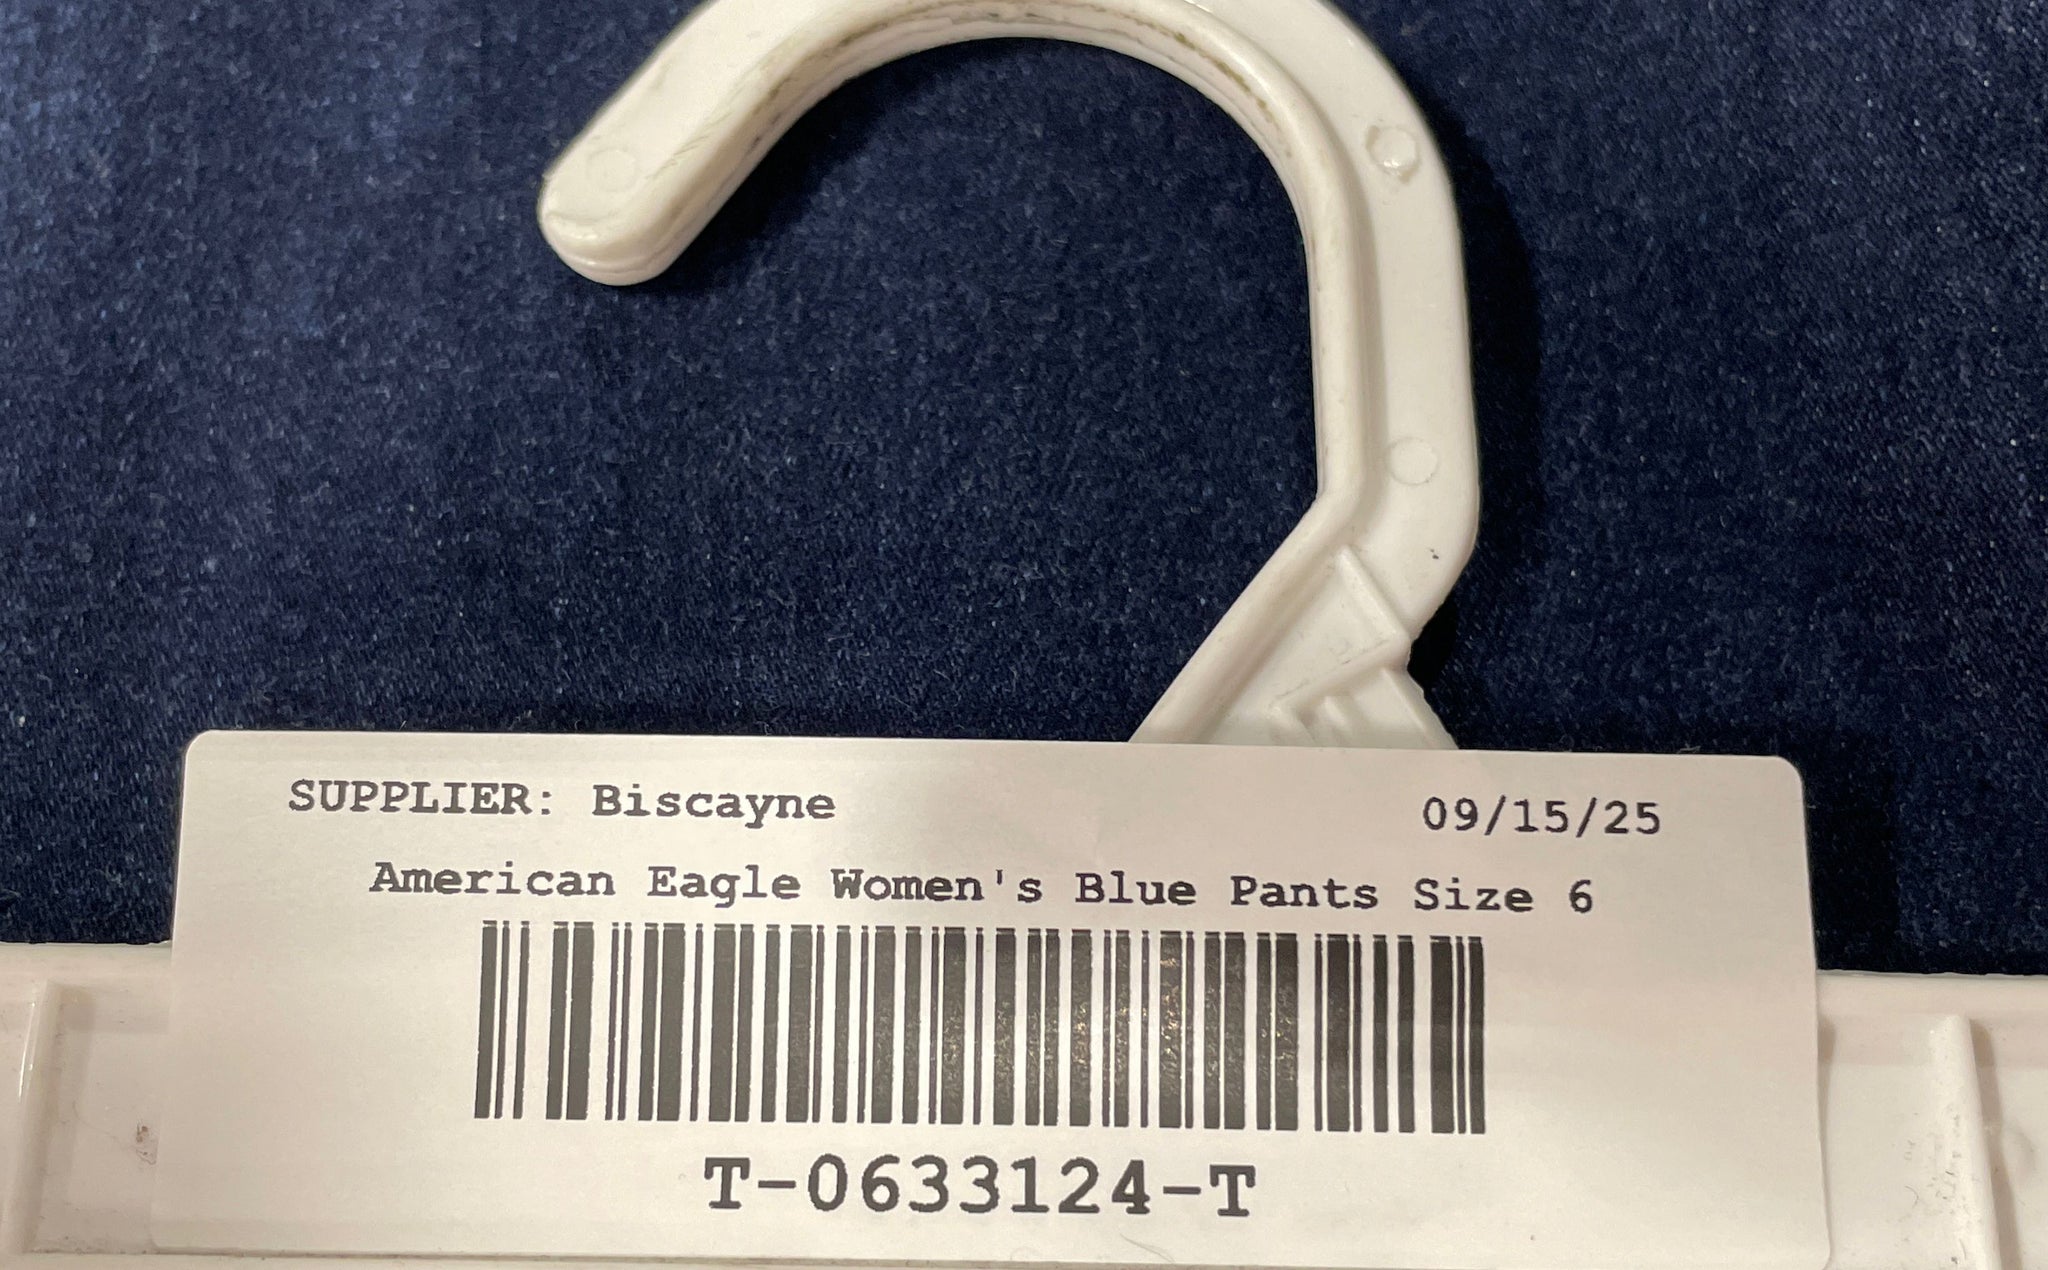 SUPPLIER: Biscayne 09/15/25
American Eagle Women's Blue Pants Size 6
T-0633124-T